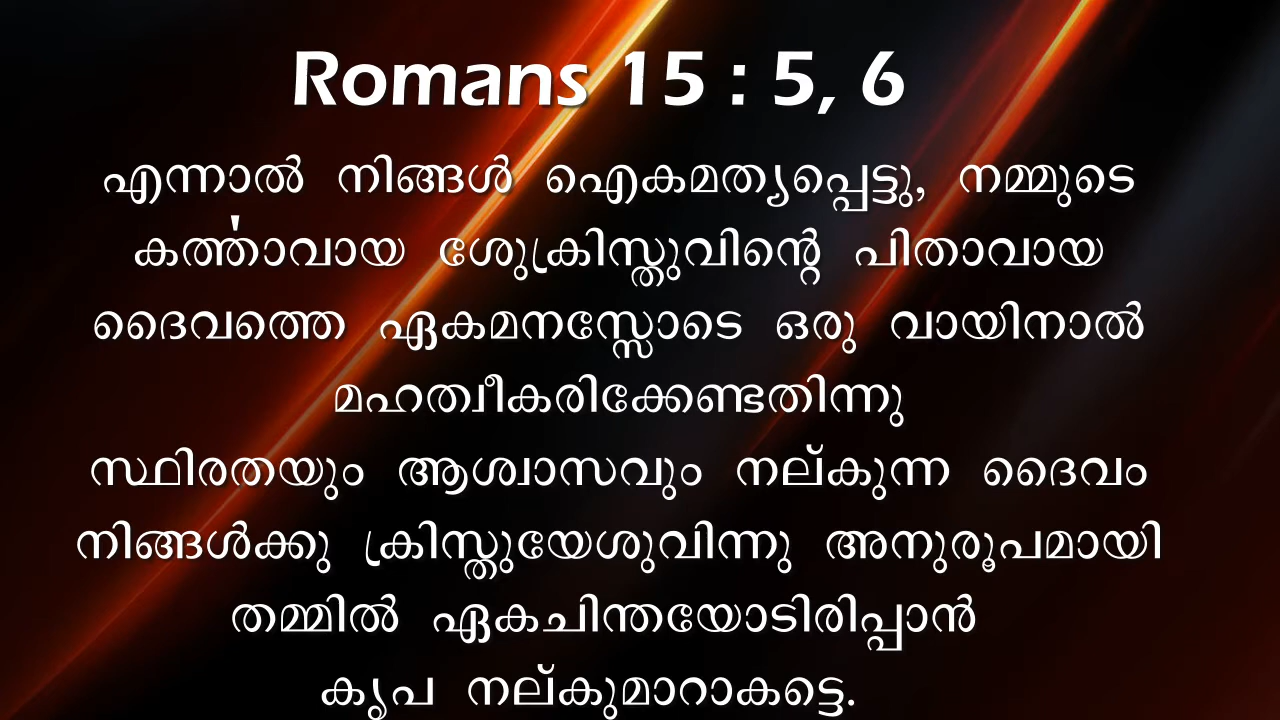 Romans 15 : 5, 6
എന്നാൽ നിങ്ങൾ ഐകമത്യപ്പെട്ടു, നമ്മുടെ
കൎത്താവായ ശേുക്രിസ്തുവിന്റെ പിതാവായ
ദൈവത്തെ ഏകമനസ്സോടെ ഒരു വായിനാൽ
മഹത്വീകരിക്കേണ്ടതിന്നു
സ്ഥിരതയും ആശ്വാസവും നല്കുന്ന ദൈവം
നിങ്ങൾക്കു ക്രിസ്തുയേശുവിന്നു അനുരൂപമായി
തമ്മിൽ ഏകചിന്തയോടിരിപ്പാൻ
കൃപ നല്കുമാറാകട്ടെ.